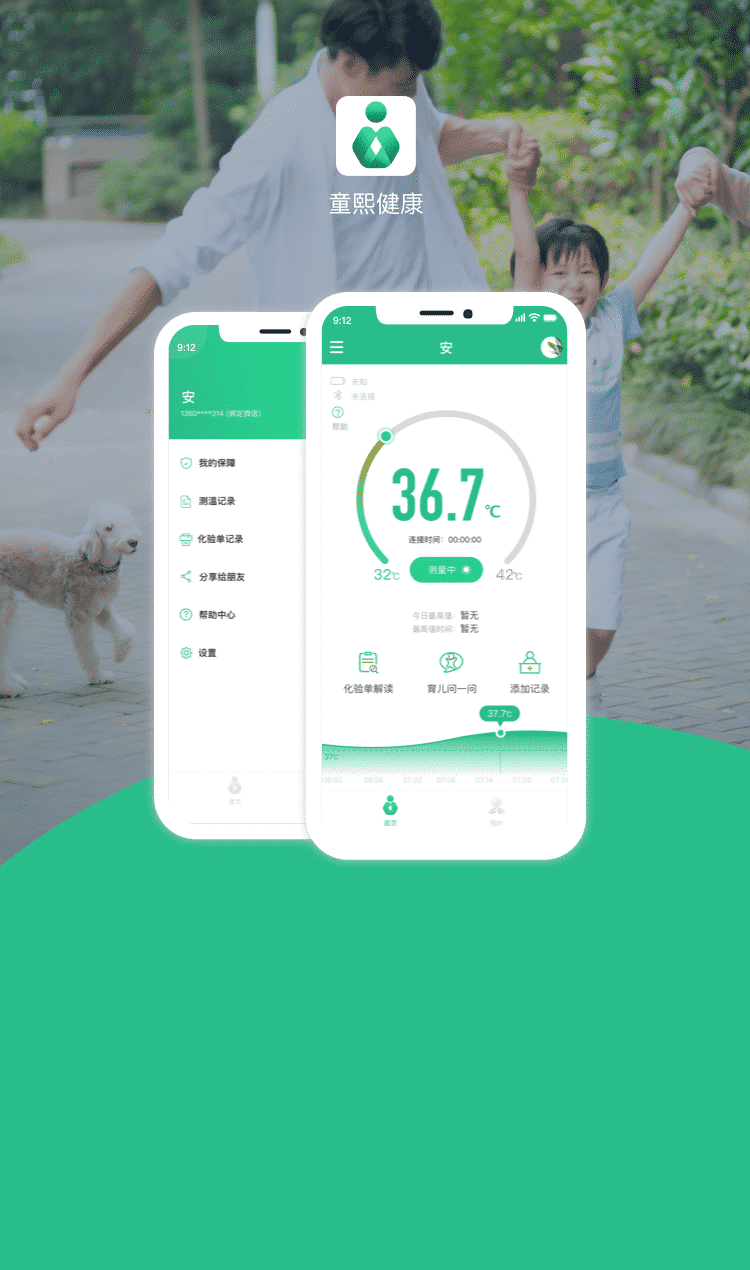 童熙健康
9:12
安
1360****314 (绑定微信)
我的保障
测温记录
化验单记录
分享给朋友
帮助中心
设置
首页
9:12
安
未知
未连接
帮助
36.7℃
连接时间: 00:00:00
32℃
测量中
42℃
今日最高值: 暂无
最高值时间: 暂无
化验单解读
育儿问一问
添加记录
37.7℃
37℃
06:50
06:56
07:02
07:08
07:14
07:20
首页
我的